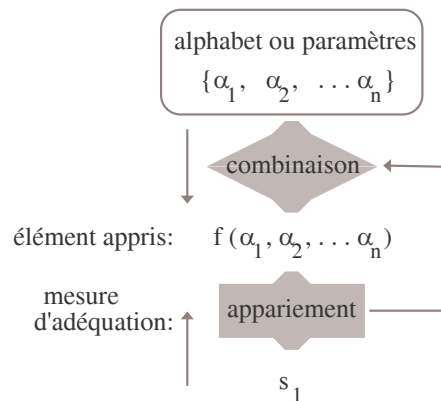 alphabet ou paramètres
{α₁, α₂, ... αₙ}
combinaison
élément appris: f (α₁, α₂, ... αₙ)
mesure
d'adéquation:
appariement
s₁